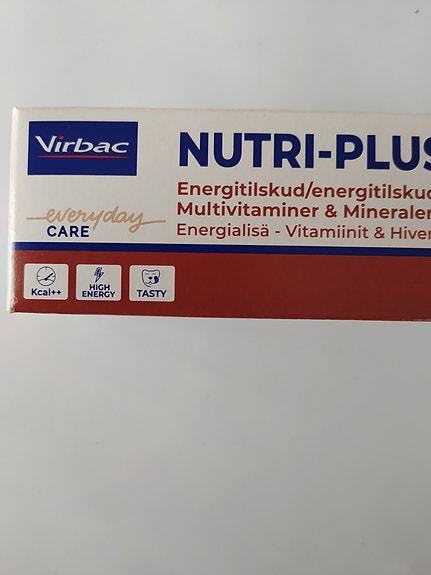 Virbac
NUTRI-PLUS
Energitilskud/energitilskud
Multivitaminer & Mineraler
Energialisä - Vitamiinit & Hiven
everyday
CARE
Kcal++
HIGH
ENERGY
TASTY